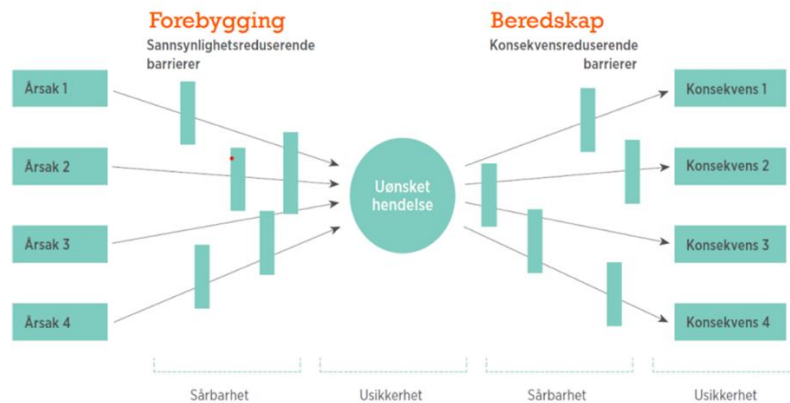 Forebygging
Sannsynlighetsreduserende
barrierer
Beredskap
Konsekvensreduserende
barrierer
Årsak 1
Årsak 2
Årsak 3
Årsak 4
Uønsket
hendelse
Konsekvens 1
Konsekvens 2
Konsekvens 3
Konsekvens 4
Sårbarhet
Usikkerhet
Sårbarhet
Usikkerhet